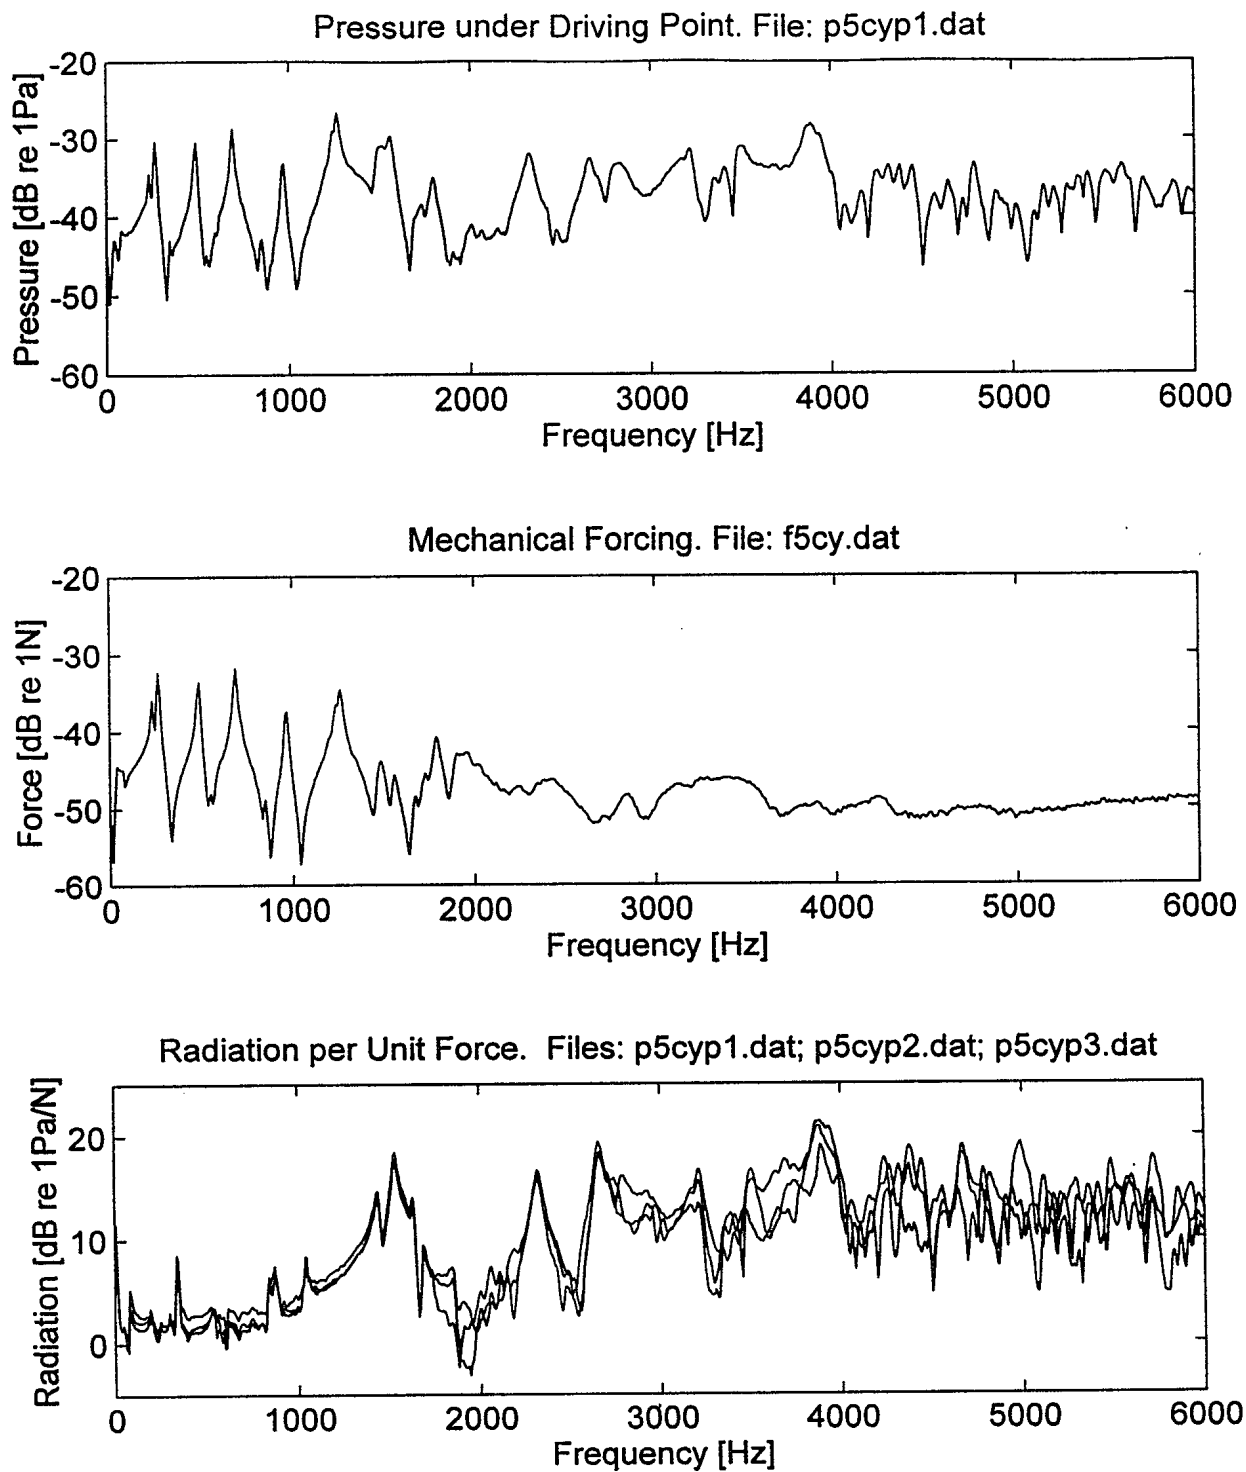 Pressure under Driving Point. File: p5cyp1.dat
Pressure [dB re 1Pa]
-20
-30
-40
-50
-60
0 1000 2000 3000 4000 5000 6000
Frequency [Hz]
Mechanical Forcing. File: f5cy.dat
Force [dB re 1N]
-20
-30
-40
-50
-60
0 1000 2000 3000 4000 5000 6000
Frequency [Hz]
Radiation per Unit Force. Files: p5cyp1.dat; p5cyp2.dat; p5cyp3.dat
Radiation [dB re 1Pa/N]
20
10
0
0 1000 2000 3000 4000 5000 6000
Frequency [Hz]